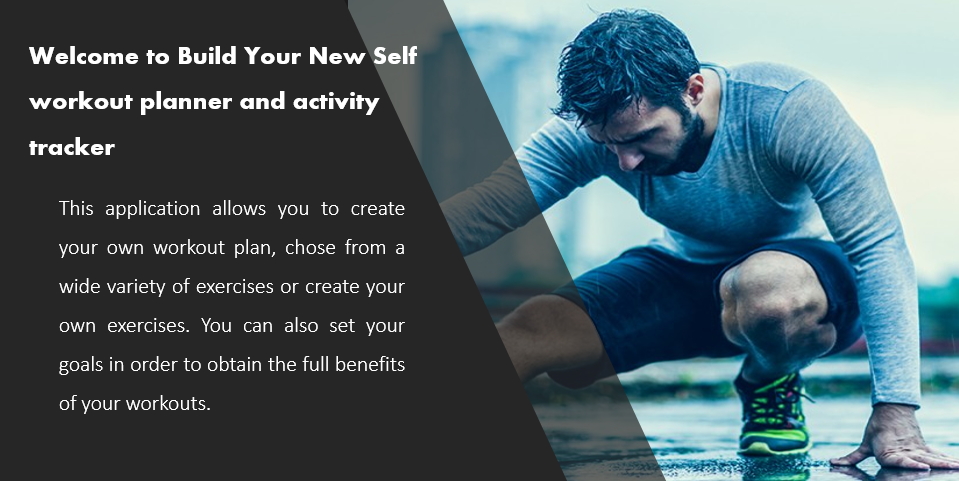 Welcome to Build Your New Self
workout planner and activity
tracker
This application allows you to create
your own workout plan, chose from a
wide variety of exercises or create your
own exercises. You can also set your
goals in order to obtain the full benefits
of your workouts.